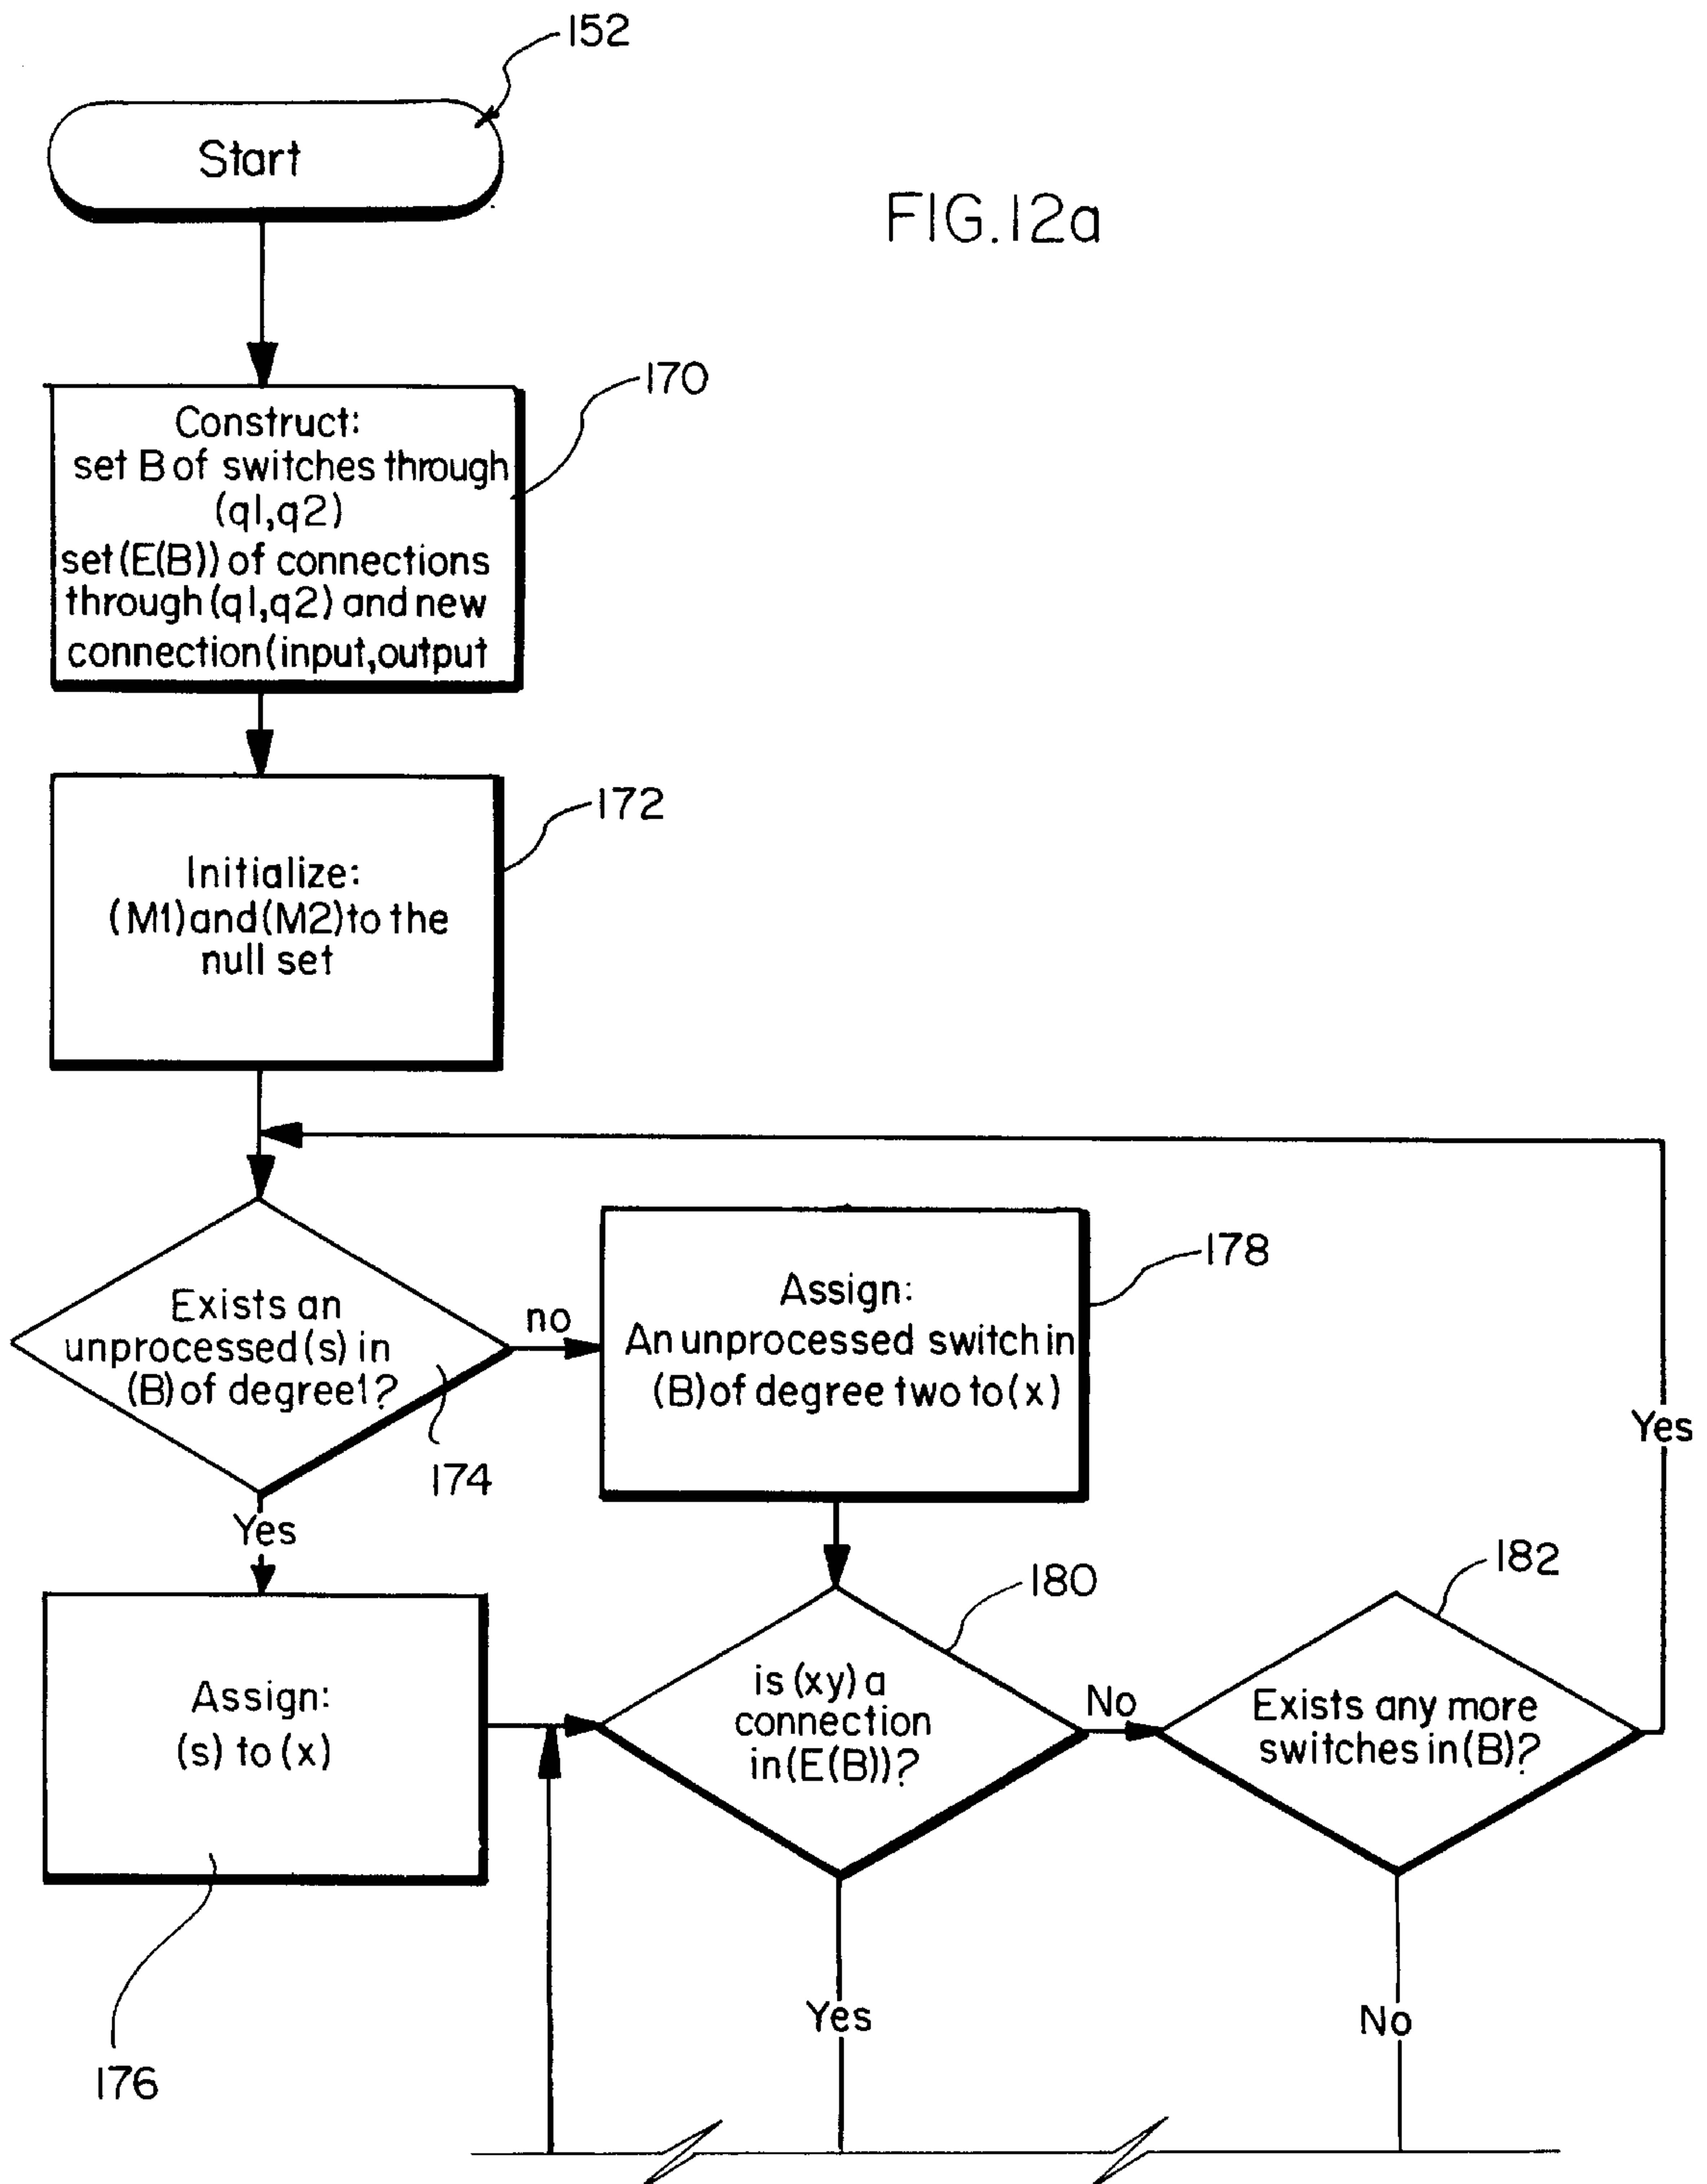 152
Start
FIG.12a
170
Construct:
set B of switches through
(q1,q2)
set (E(B)) of connections
through (q1,q2) and new
connection (input,output
172
Initialize:
(M1) and (M2) to the
null set
Exists an
unprocessed (s) in
(B) of degree1?
174
no
Yes
178
Assign:
An unprocessed switch in
(B) of degree two to (x)
Yes
176
Assign:
(s) to (x)
180
is (xy) a
connection
in (E(B))?
No
Yes
182
Exists any more
switches in (B)?
No